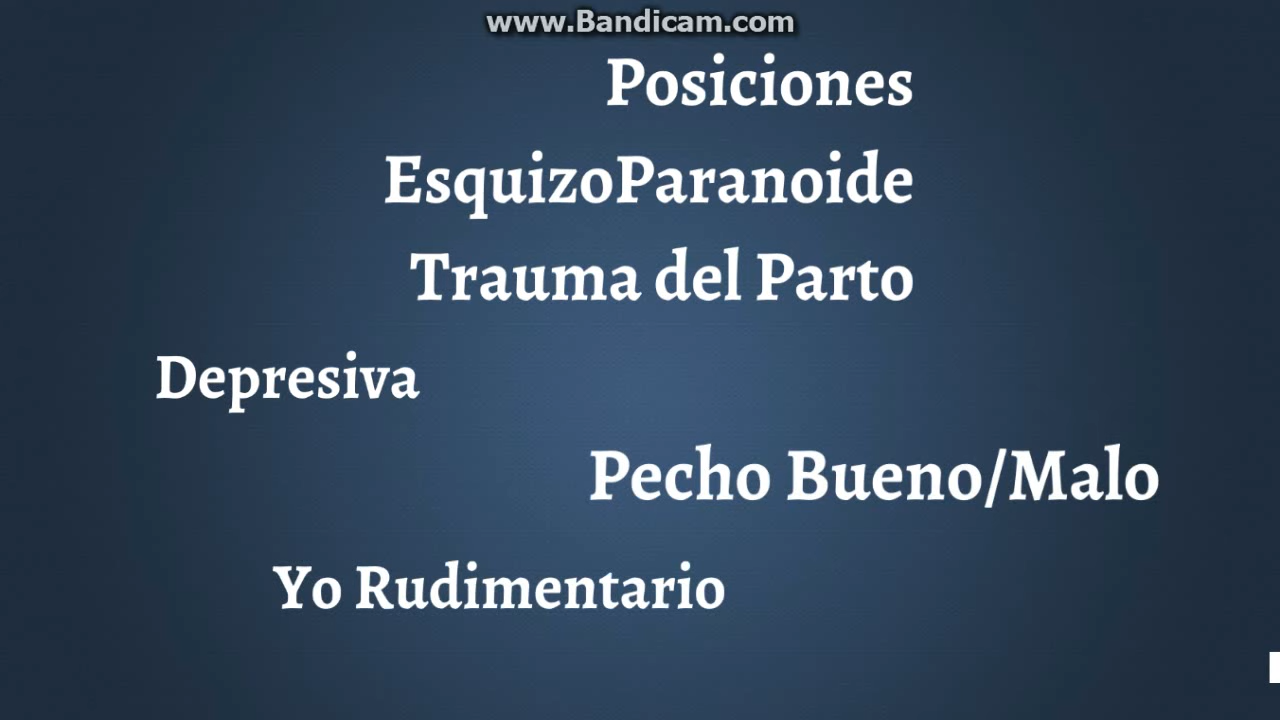 www.Bandicam.com
Posiciones
EsquizoParanoide
Trauma del Parto
Depresiva
Pecho Bueno/Malo
Yo Rudimentario